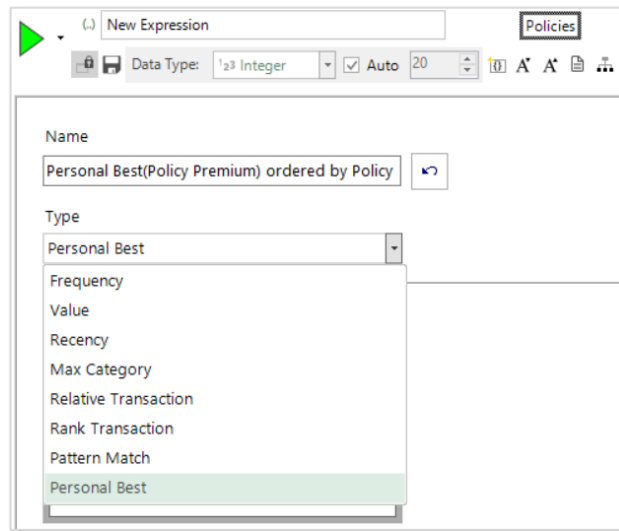 (..) New Expression Policies
Data Type: 123 Integer Auto 20
Name
Personal Best(Policy Premium) ordered by Policy
Type
Personal Best
Frequency
Value
Recency
Max Category
Relative Transaction
Rank Transaction
Pattern Match
Personal Best